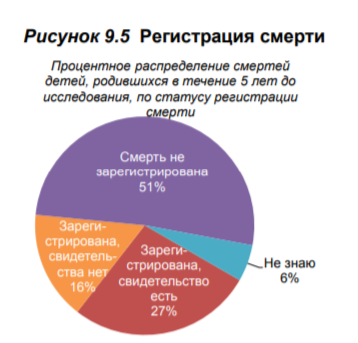 Рисунок 9.5 Регистрация смерти
Процентное распределение смертей
детей, родившихся в течение 5 лет до
исследования, по статусу регистрации
смерти
Смерть не
зарегистрирована
51%
Зареги-
стрирована,
свидетель-
ства нет
16%
Зареги-
стрирована,
свидетельство
есть
27%
Не знаю
6%